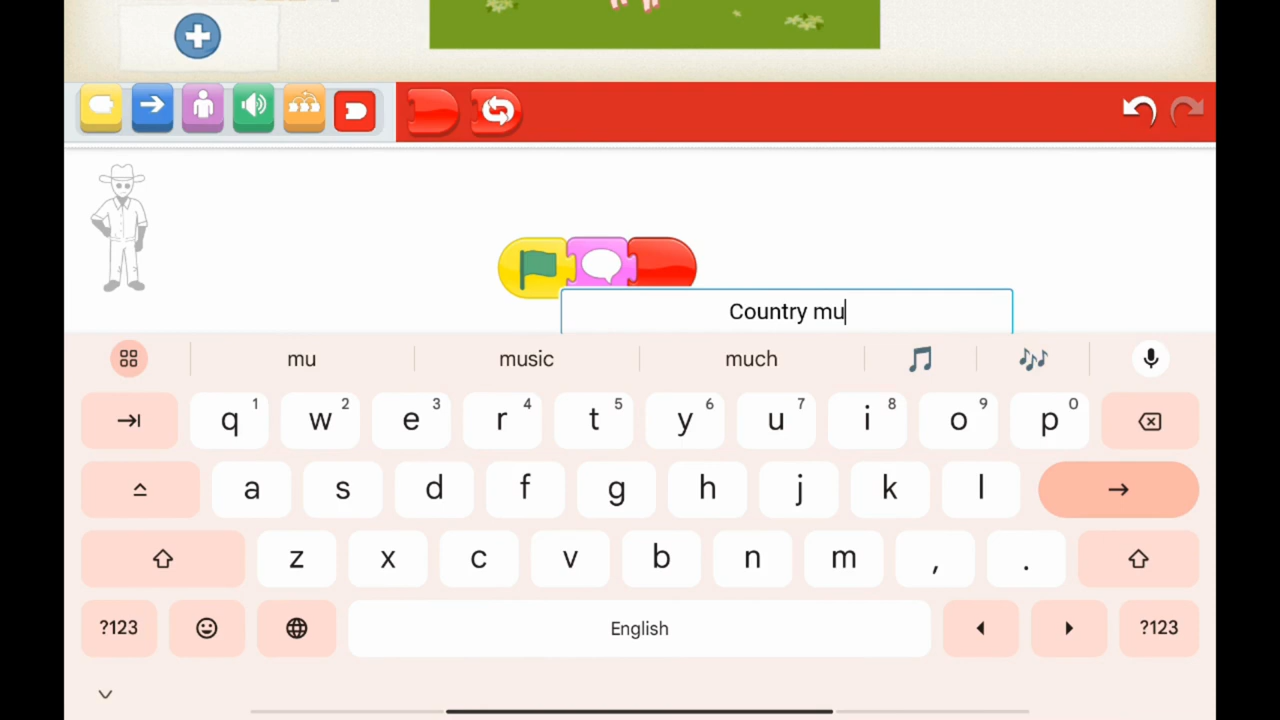 Country mu
mu music much
q 1 w 2 e 3 r 4 t 5 y 6 u 7 i 8 o 9 p 0
a s d f g h j k l
z x c v b n m , .
?123 English ?123